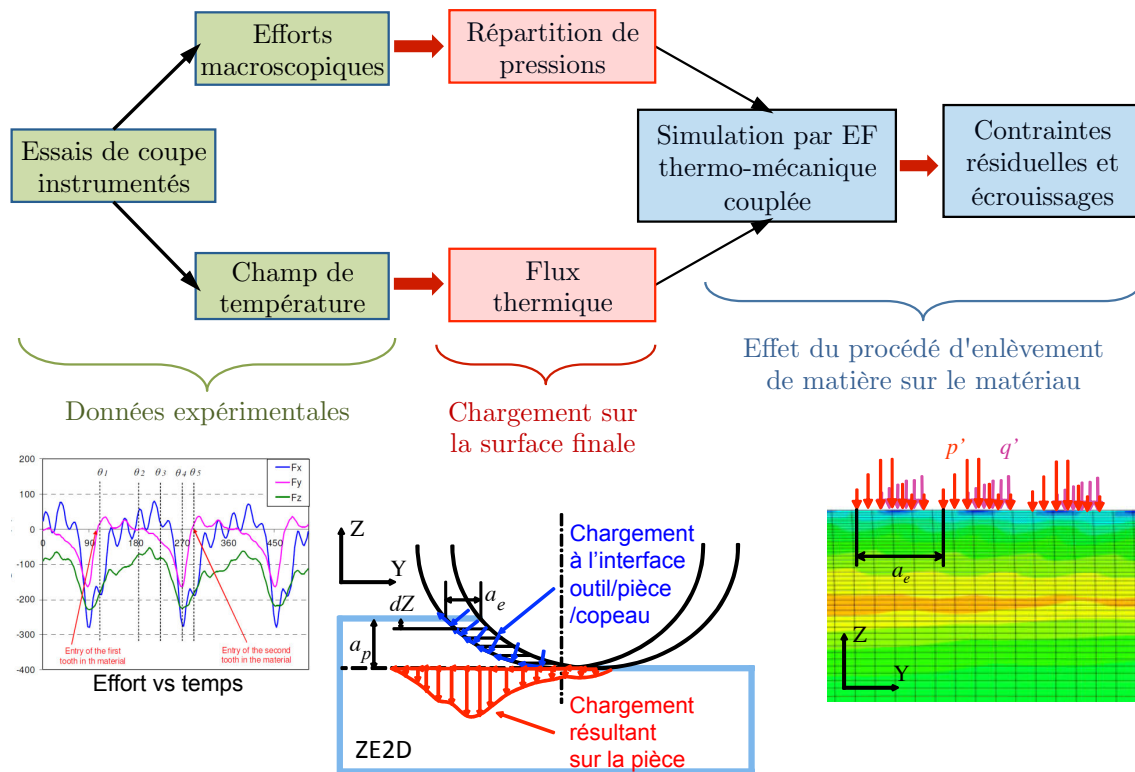 Efforts
macroscopiques
Répartition de
pressions
Essais de coupe
instrumentés
Simulation par EF
thermo-mécanique
couplée
Contraintes
résiduelles et
écrouissages
Champ de
température
Flux
thermique
Données expérimentales
Chargement sur
la surface finale
Effet du procédé d'enlèvement
de matière sur le matériau
200
100
0
-100
-200
-300
-400
θ1 θ2 θ3 θ4 θ5
Fx
Fy
Fz
0 90 180 270 360 450
Entry of the first
tooth in th material
Entry of the second
tooth in the material
Effort vs temps
Z
Y
dZ
a_e
a_p
Chargement
à l'interface
outil/pièce
/copeau
Chargement
résultant
sur la pièce
ZE2D
p' q'
a_e
Z
Y